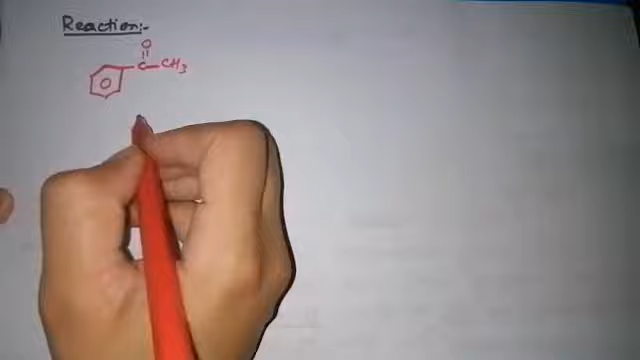 Reaction:-
O
C-CH3
O